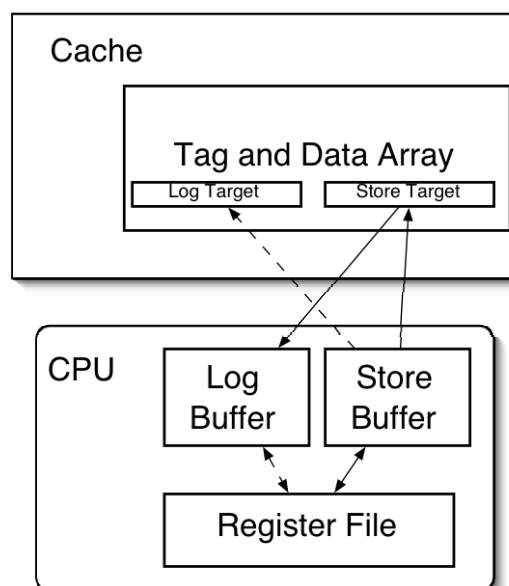 Cache
Tag and Data Array
Log Target
Store Target
CPU
Log
Buffer
Store
Buffer
Register File